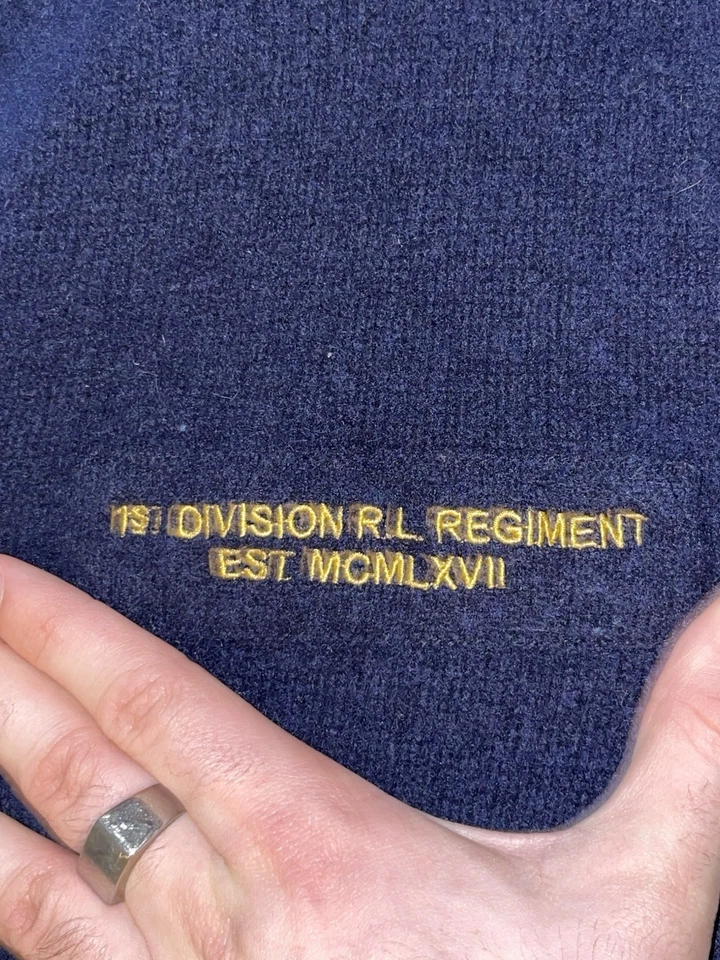 1ST DIVISION R.L. REGIMENT
EST MCMLXVII